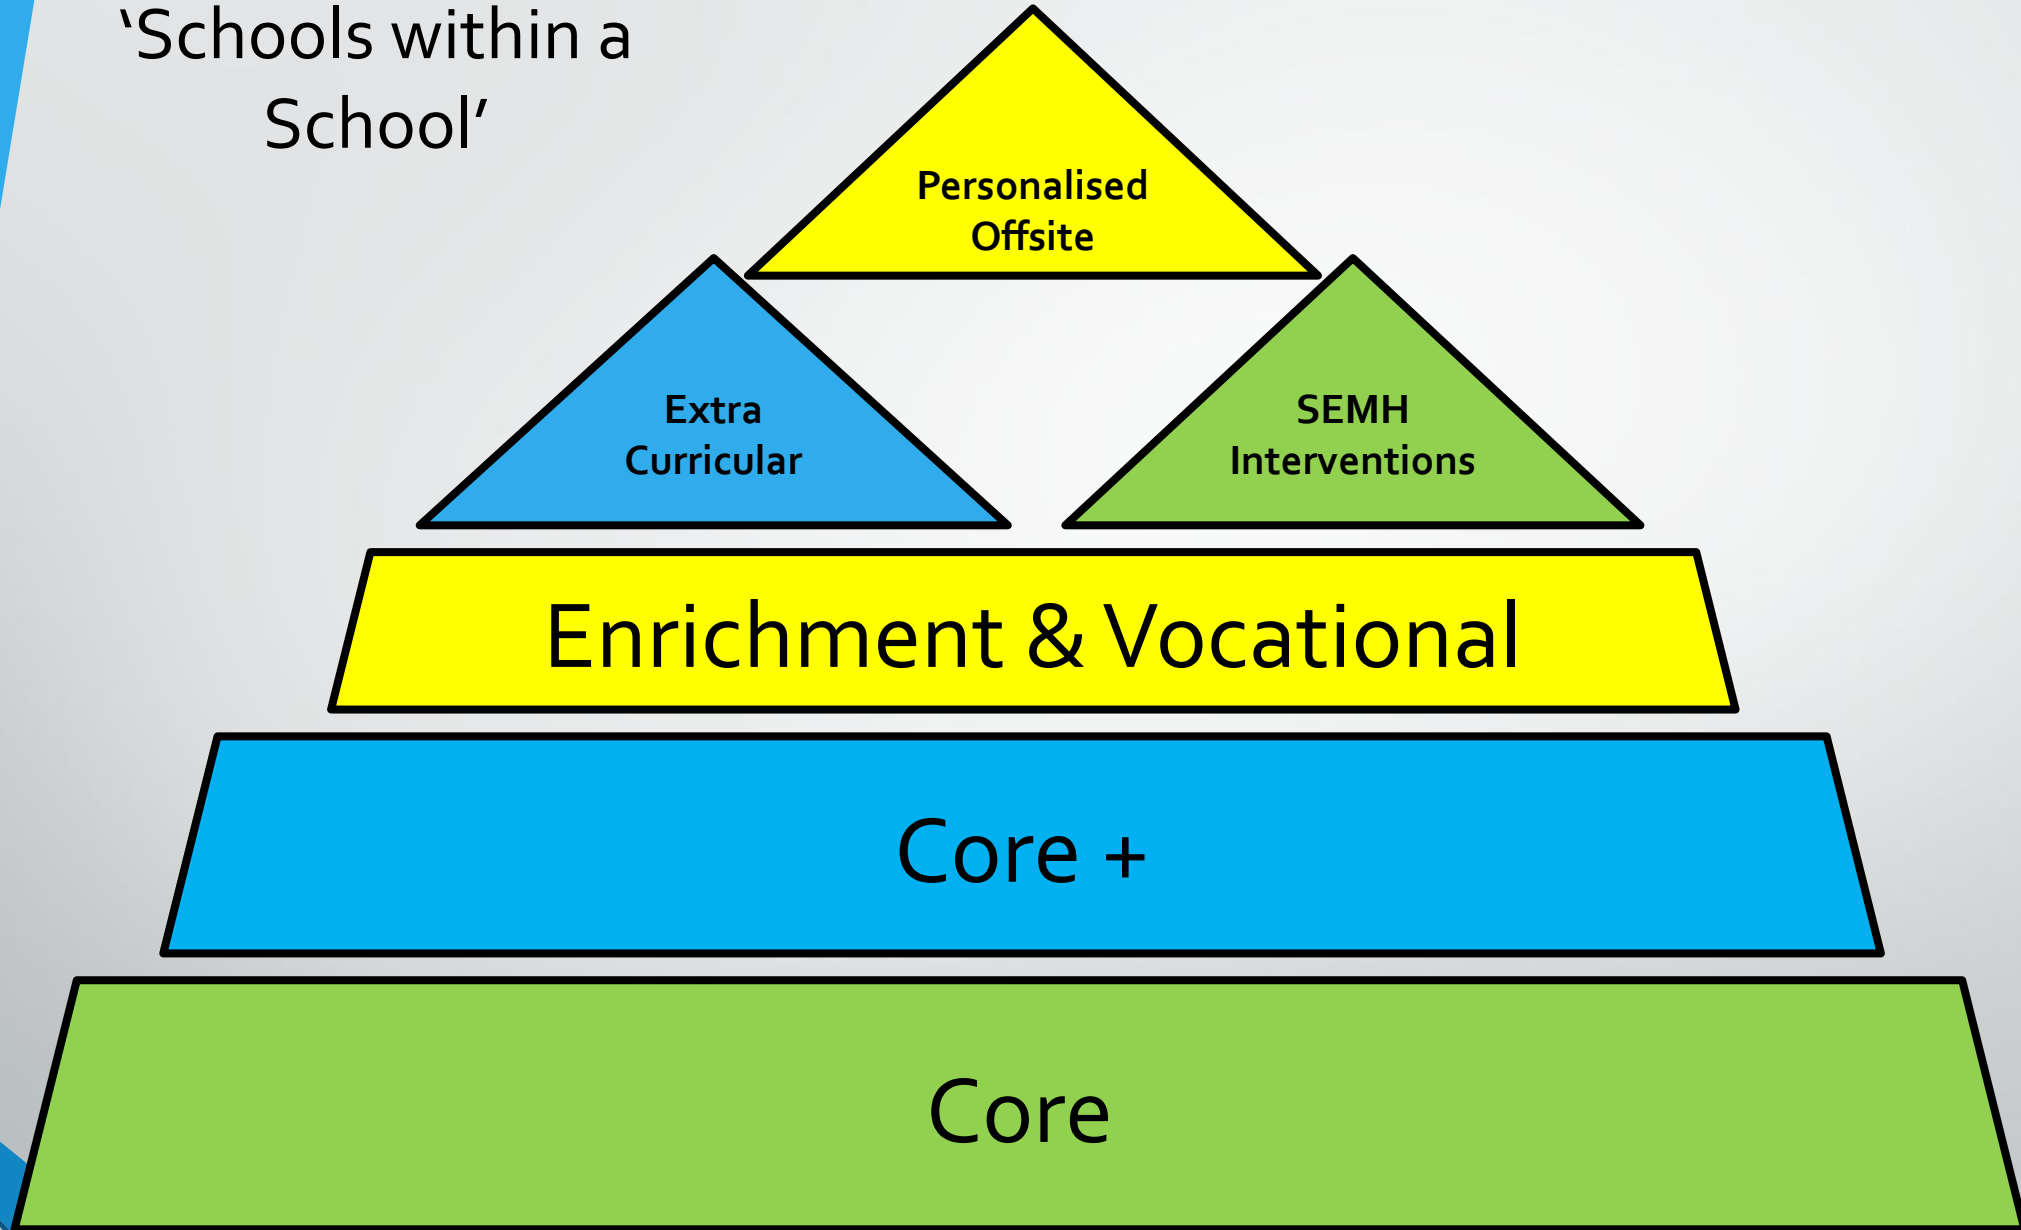 ‘Schools within a
School’
Personalised
Offsite
Extra
Curricular
SEMH
Interventions
Enrichment & Vocational
Core +
Core